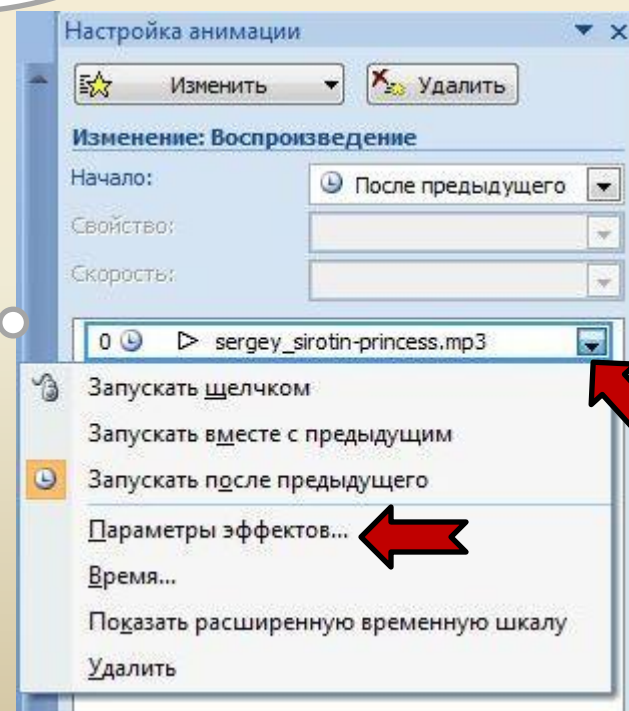 Настройка анимации
Изменить
Удалить
Изменение: Воспроизведение
Начало:
После предыдущего
Свойство:
Скорость:
0 sergey_sirotin-princess.mp3
Запускать щелчком
Запускать вместе с предыдущим
Запускать после предыдущего
Параметры эффектов...
Время...
Показать расширенную временную шкалу
Удалить